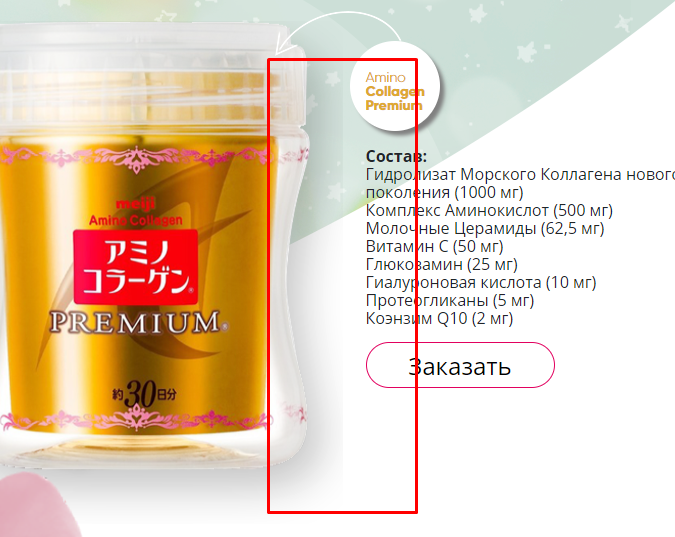 Amino
Collagen
Premium
Состав:
Гидролизат Морского Коллагена нового
поколения (1000 мг)
Комплекс Аминокислот (500 мг)
Молочные Церамиды (62,5 мг)
Витамин С (50 мг)
Глюкозамин (25 мг)
Гиалуроновая кислота (10 мг)
Протеогликаны (5 мг)
Коэнзим Q10 (2 мг)
Заказать
meiji
Amino Collagen
アミノ
コラーゲン®
PREMIUM®
約30日分